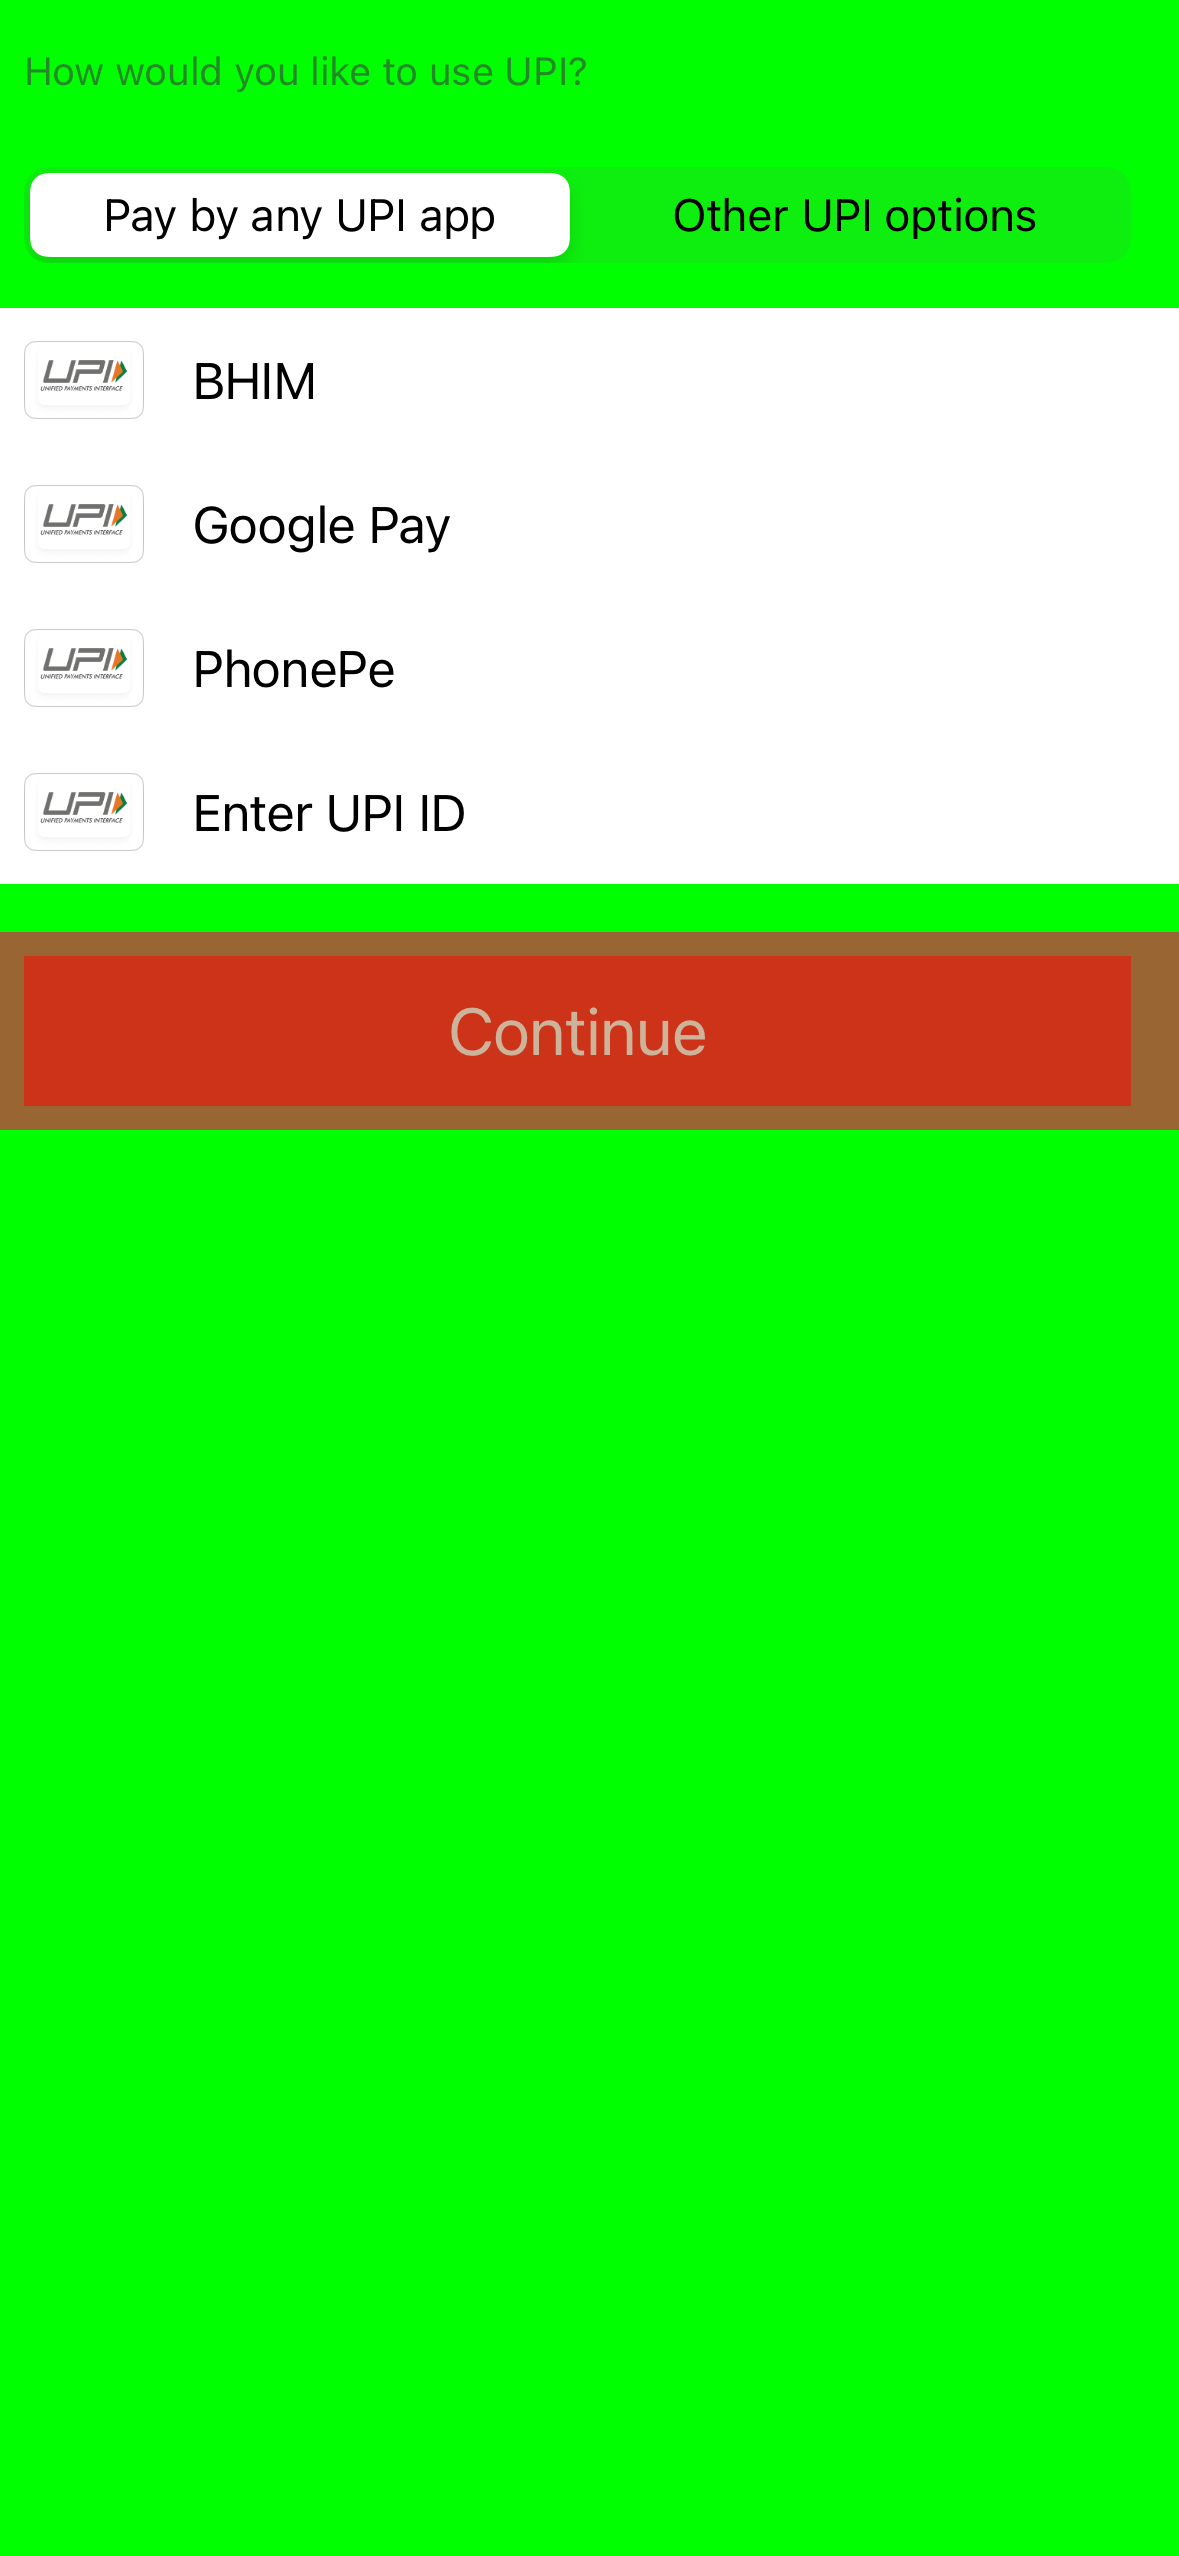 How would you like to use UPI?
Pay by any UPI app
Other UPI options
UPI
UNIFIED PAYMENTS INTERFACE
BHIM
UPI
UNIFIED PAYMENTS INTERFACE
Google Pay
UPI
UNIFIED PAYMENTS INTERFACE
PhonePe
UPI
UNIFIED PAYMENTS INTERFACE
Enter UPI ID
Continue